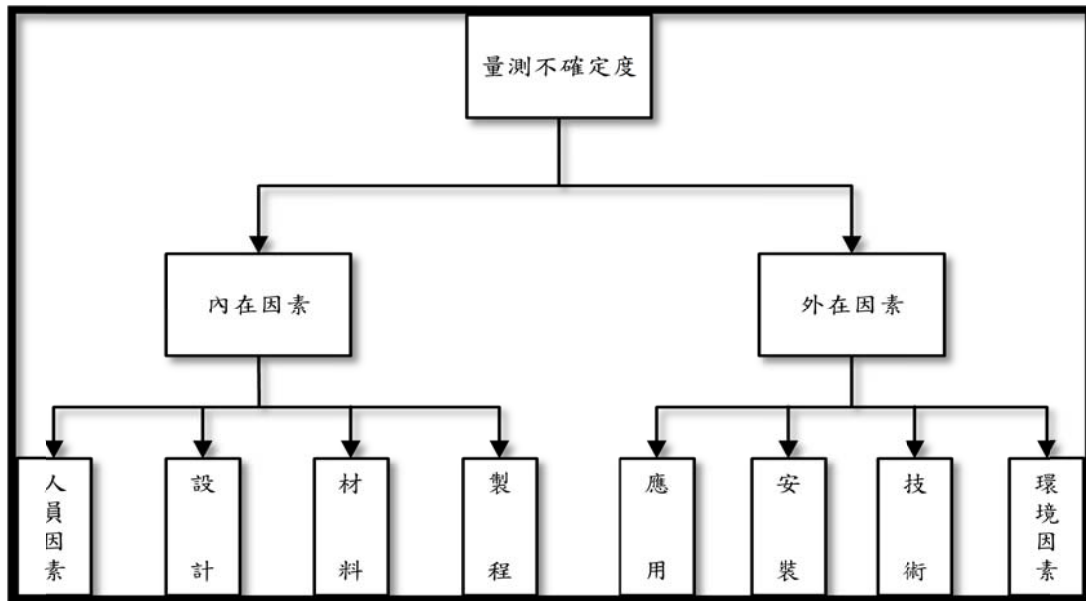 量測不確定度
內在因素
外在因素
人員因素
設計
材料
製程
應用
安裝
技術
環境因素